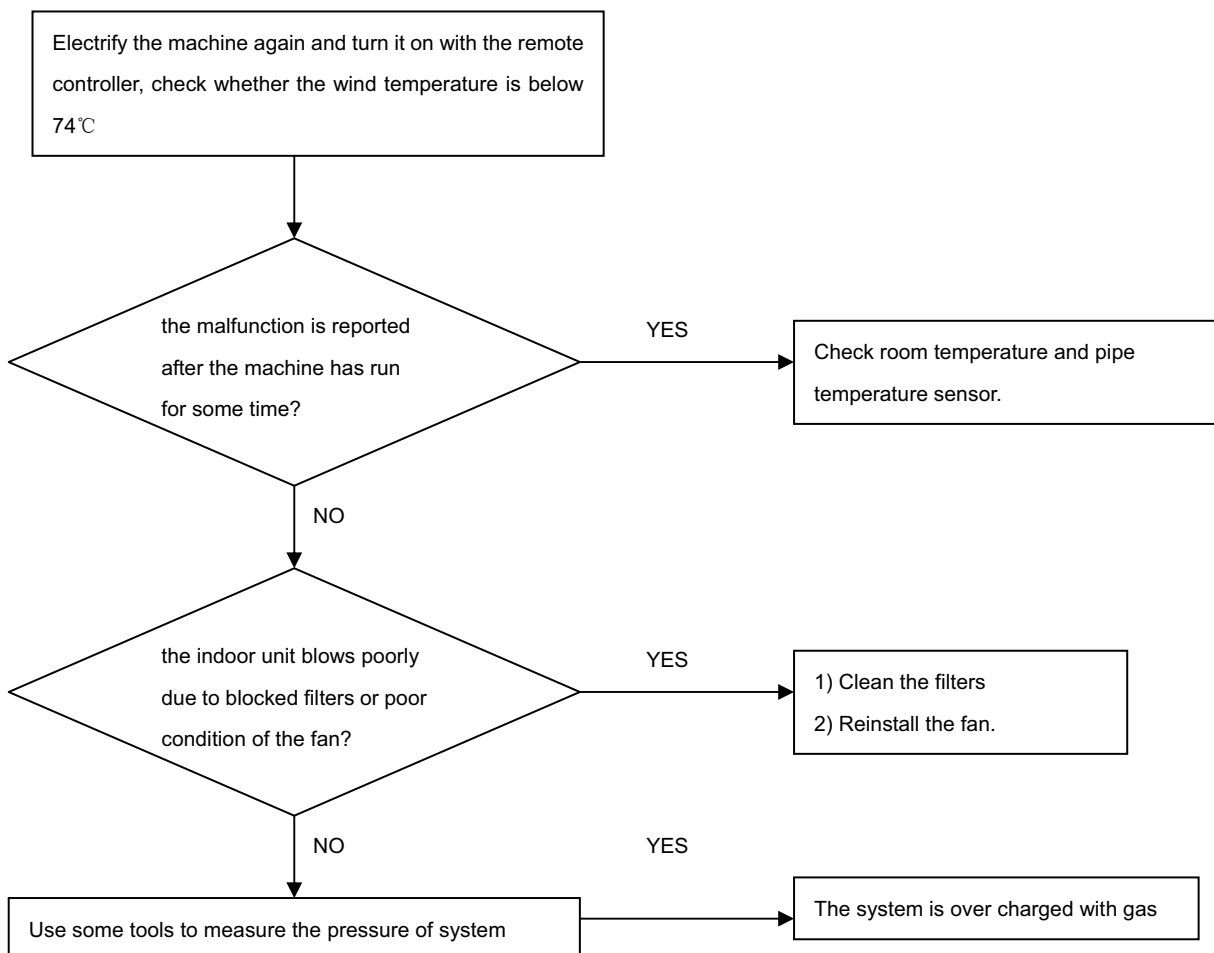 Electrify the machine again and turn it on with the remote
controller, check whether the wind temperature is below
74℃
the malfunction is reported
after the machine has run
for some time?
YES
Check room temperature and pipe
temperature sensor.
NO
the indoor unit blows poorly
due to blocked filters or poor
condition of the fan?
YES
1) Clean the filters
2) Reinstall the fan.
NO
YES
Use some tools to measure the pressure of system
The system is over charged with gas